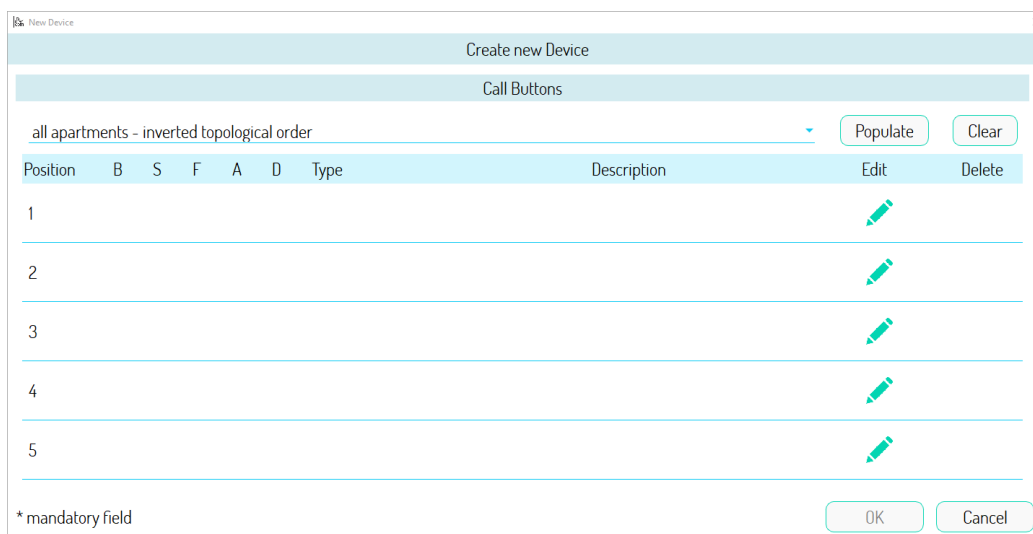 New Device
Create new Device
Call Buttons
all apartments - inverted topological order Populate Clear
Position B S F A D Type Description Edit Delete
1
2
3
4
5
* mandatory field OK Cancel